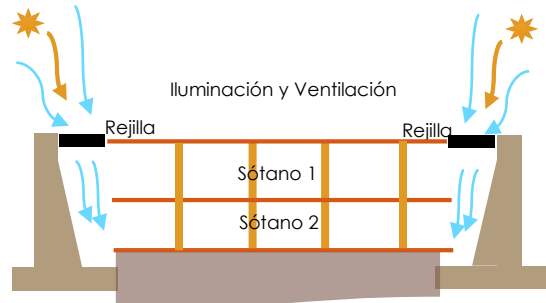 Iluminación y Ventilación
Rejilla
Rejilla
Sótano 1
Sótano 2